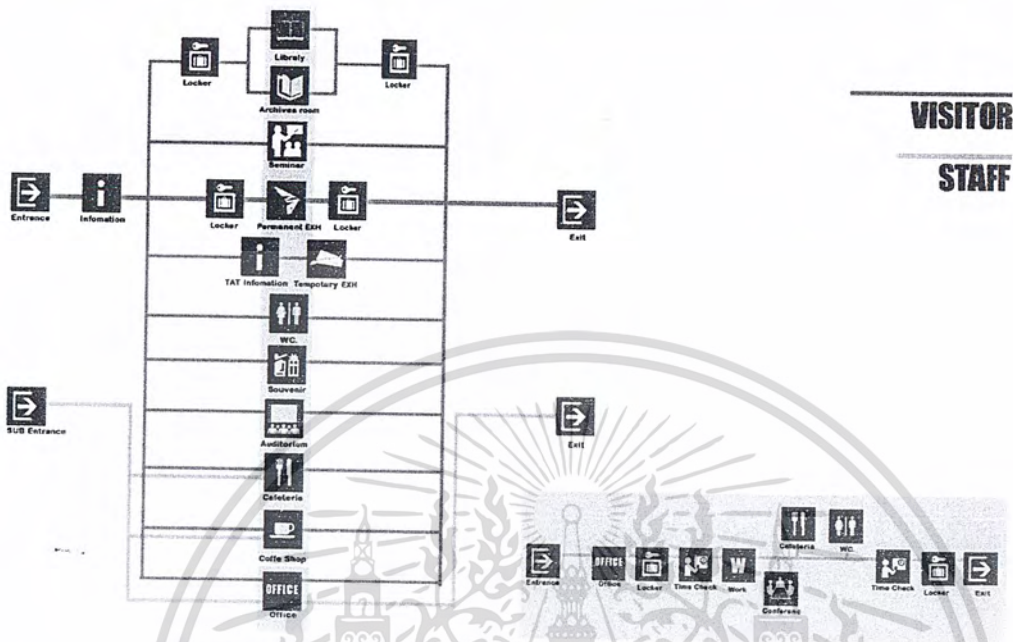 Librely
Locker
Locker
Archives room
VISITOR
Seminar
STAFF
Entrance
Infomation
Locker
Permanent EXH
Locker
Exit
TAT Infomation
Tempotary EXH
WC.
Souvenir
SUB Entrance
Auditorium
Exit
Cafeteria
Coffe Shop
OFFICE
Office
Cafeteria
WC.
Entrance
OFFICE
Office
Locker
Time Check
W
Work
Conferenc
Time Check
Locker
Exit